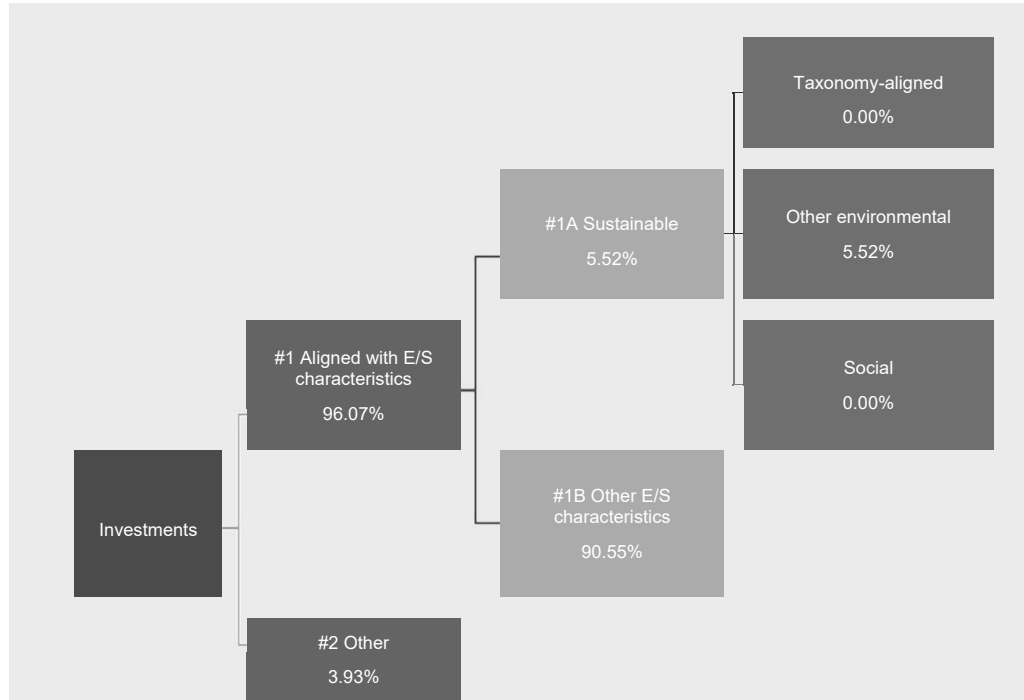 Taxonomy-aligned
0.00%
#1A Sustainable
5.52%
Other environmental
5.52%
#1 Aligned with E/S
characteristics
96.07%
Social
0.00%
Investments
#1B Other E/S
characteristics
90.55%
#2 Other
3.93%